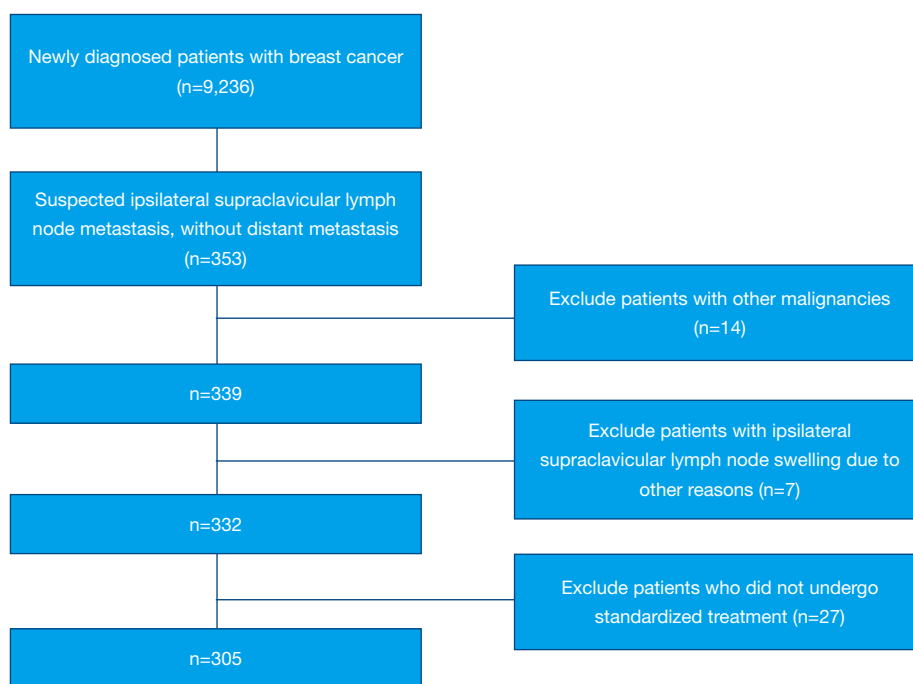 Newly diagnosed patients with breast cancer
(n=9,236)
Suspected ipsilateral supraclavicular lymph
node metastasis, without distant metastasis
(n=353)
Exclude patients with other malignancies
(n=14)
n=339
Exclude patients with ipsilateral
supraclavicular lymph node swelling due to
other reasons (n=7)
n=332
Exclude patients who did not undergo
standardized treatment (n=27)
n=305